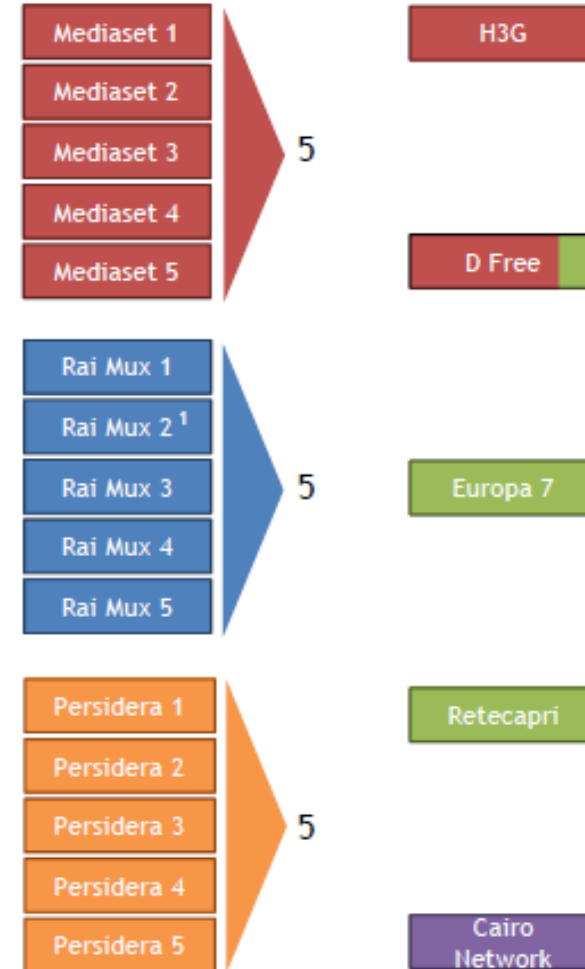 Mediaset 1
Mediaset 2
Mediaset 3
Mediaset 4
Mediaset 5
5
H3G
D Free
Rai Mux 1
Rai Mux 2 ¹
Rai Mux 3
Rai Mux 4
Rai Mux 5
5
Europa 7
Persidera 1
Persidera 2
Persidera 3
Persidera 4
Persidera 5
5
Retecapri
Cairo
Network